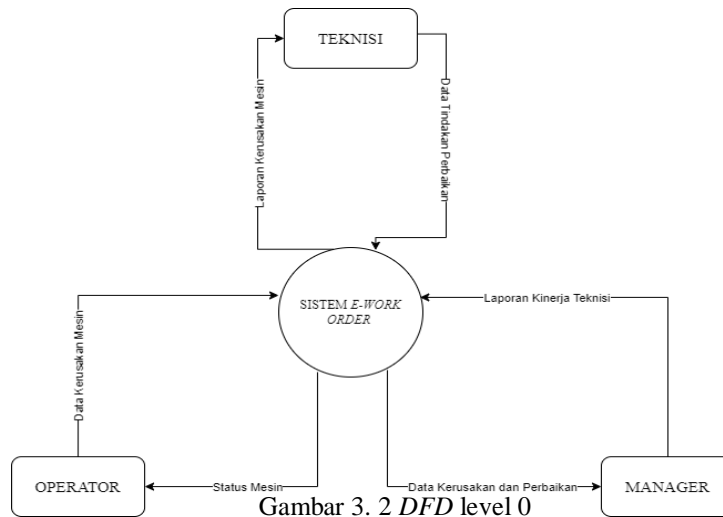 TEKNISI
Laporan Kerusakan Mesin
Data Tindakan Perbaikan
SISTEM E-WORK
ORDER
Laporan Kinerja Teknisi
Data Kerusakan Mesin
OPERATOR
Status Mesin
Data Kerusakan dan Perbaikan
MANAGER
Gambar 3. 2 DFD level 0